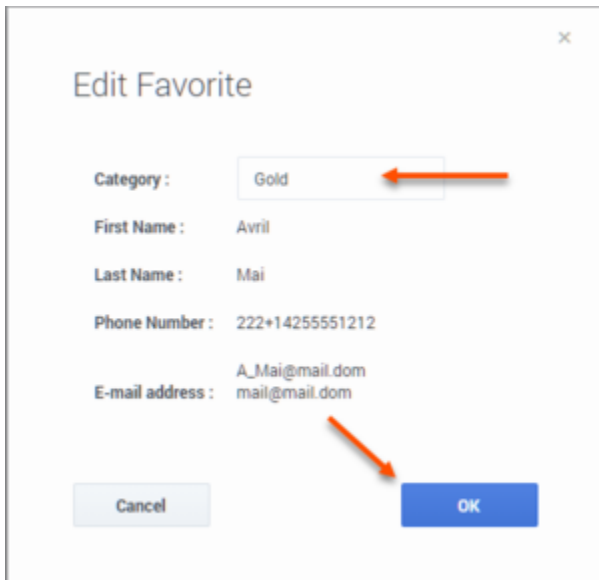 ×
Edit Favorite
Category : Gold
First Name : Avril
Last Name : Mai
Phone Number : 222+14255551212
A_Mai@mail.dom
E-mail address : mail@mail.dom
Cancel OK